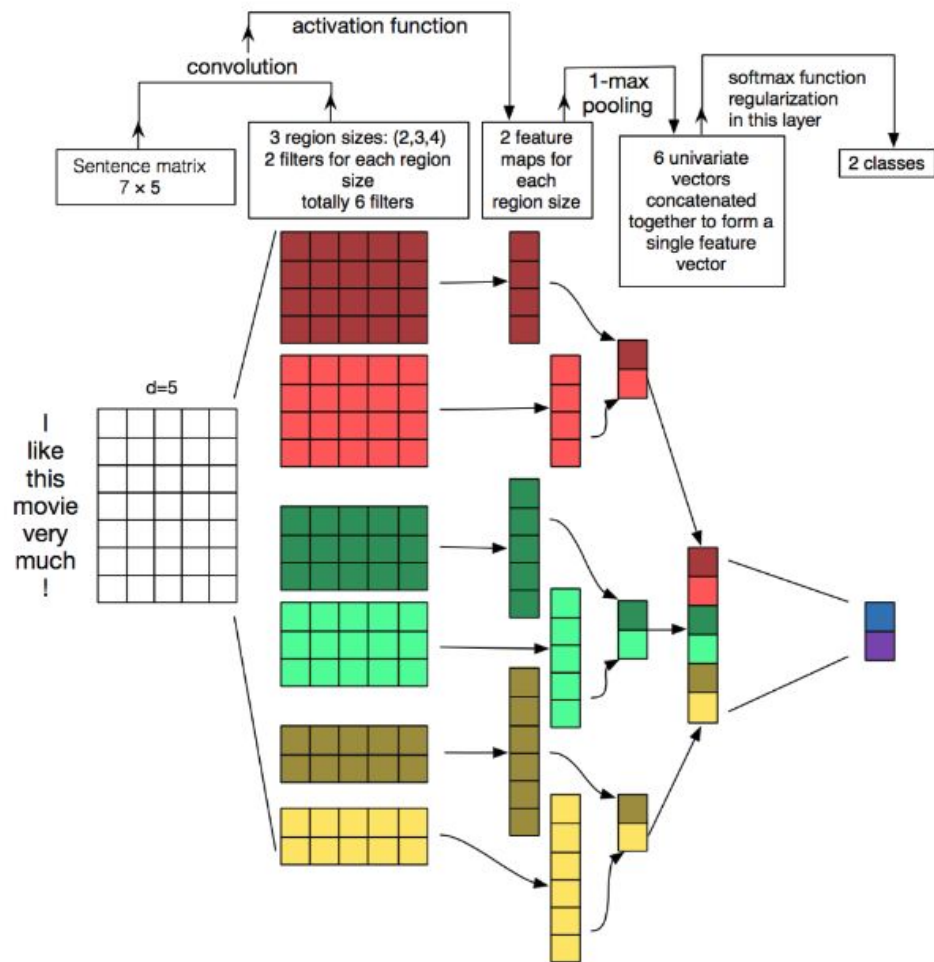 activation function
convolution
1-max
pooling
softmax function
regularization
in this layer
Sentence matrix
7 × 5
3 region sizes: (2,3,4)
2 filters for each region
size
totally 6 filters
2 feature
maps for
each
region size
6 univariate
vectors
concatenated
together to form a
single feature
vector
2 classes
d=5
I
like
this
movie
very
much
!